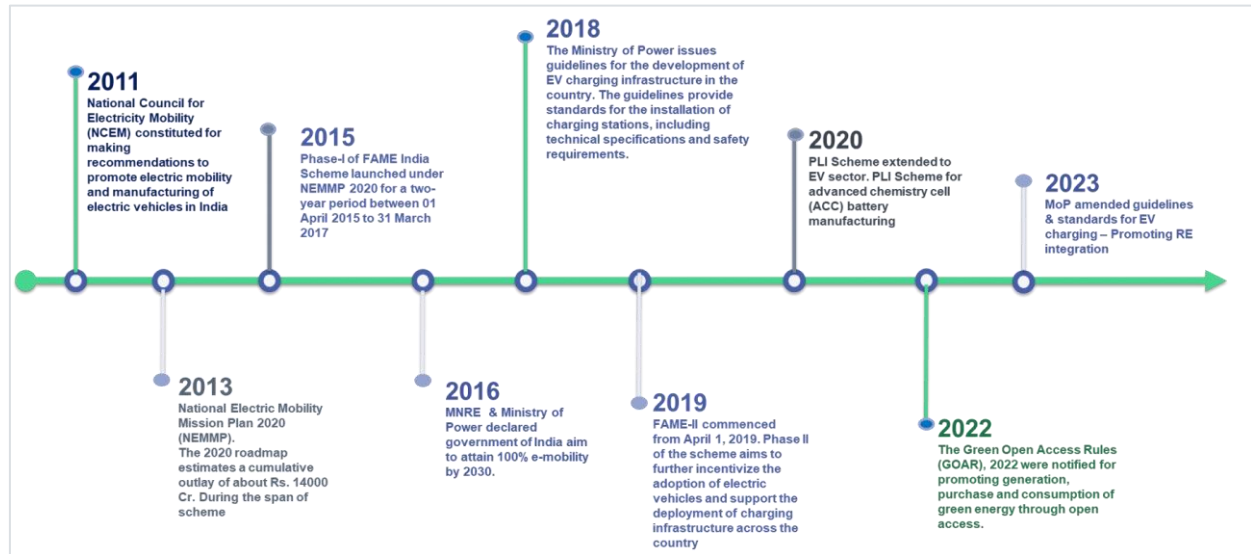 2011
National Council for
Electricity Mobility
(NCEM) constituted for
making
recommendations to
promote electric mobility
and manufacturing of
electric vehicles in India
2013
National Electric Mobility
Mission Plan 2020
(NEMMP).
The 2020 roadmap
estimates a cumulative
outlay of about Rs. 14000
Cr. During the span of
scheme
2015
Phase-I of FAME India
Scheme launched under
NEMMP 2020 for a two-
year period between 01
April 2015 to 31 March
2017
2016
MNRE & Ministry of
Power declared
government of India aim
to attain 100% e-mobility
by 2030.
2018
The Ministry of Power issues
guidelines for the development of
EV charging infrastructure in the
country. The guidelines provide
standards for the installation of
charging stations, including
technical specifications and safety
requirements.
2019
FAME-II commenced
from April 1, 2019. Phase II
of the scheme aims to
further incentivize the
adoption of electric
vehicles and support the
deployment of charging
infrastructure across the
country
2020
PLI Scheme extended to
EV sector. PLI Scheme for
advanced chemistry cell
(ACC) battery
manufacturing
2022
The Green Open Access Rules
(GOAR), 2022 were notified for
promoting generation,
purchase and consumption of
green energy through open
access.
2023
MoP amended guidelines
& standards for EV
charging – Promoting RE
integration